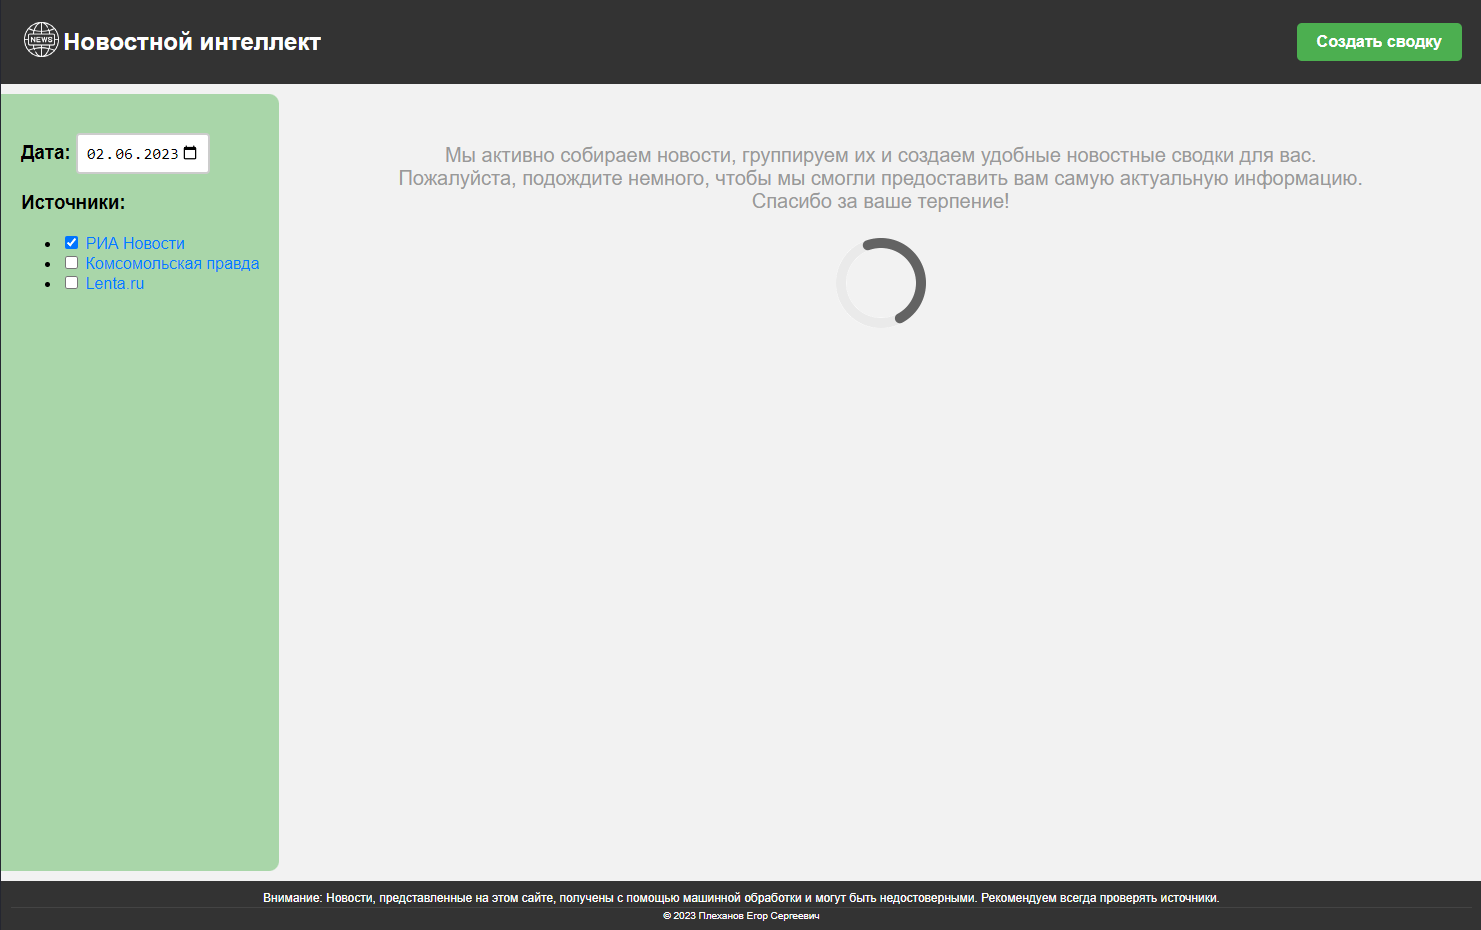 NEWS
Новостной интеллект
Создать сводку
Дата: 02.06.2023
Источники:
РИА Новости
Комсомольская правда
Lenta.ru
Мы активно собираем новости, группируем их и создаем удобные новостные сводки для вас.
Пожалуйста, подождите немного, чтобы мы смогли предоставить вам самую актуальную информацию.
Спасибо за ваше терпение!
Внимание: Новости, представленные на этом сайте, получены с помощью машинной обработки и могут быть недостоверными. Рекомендуем всегда проверять источники.
© 2023 Плеханов Егор Сергеевич